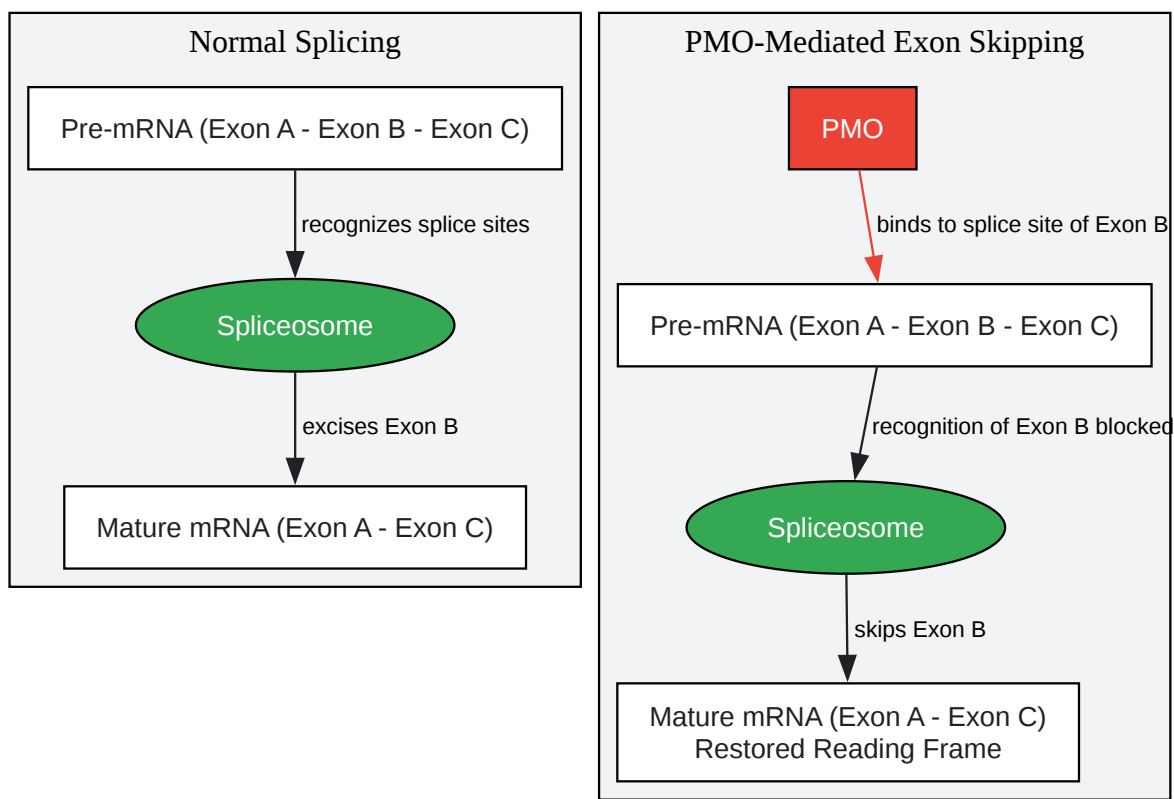 Normal Splicing
Pre-mRNA (Exon A - Exon B - Exon C)
recognizes splice sites
Spliceosome
excises Exon B
Mature mRNA (Exon A - Exon C)
PMO-Mediated Exon Skipping
PMO
binds to splice site of Exon B
Pre-mRNA (Exon A - Exon B - Exon C)
recognition of Exon B blocked
Spliceosome
skips Exon B
Mature mRNA (Exon A - Exon C)
Restored Reading Frame